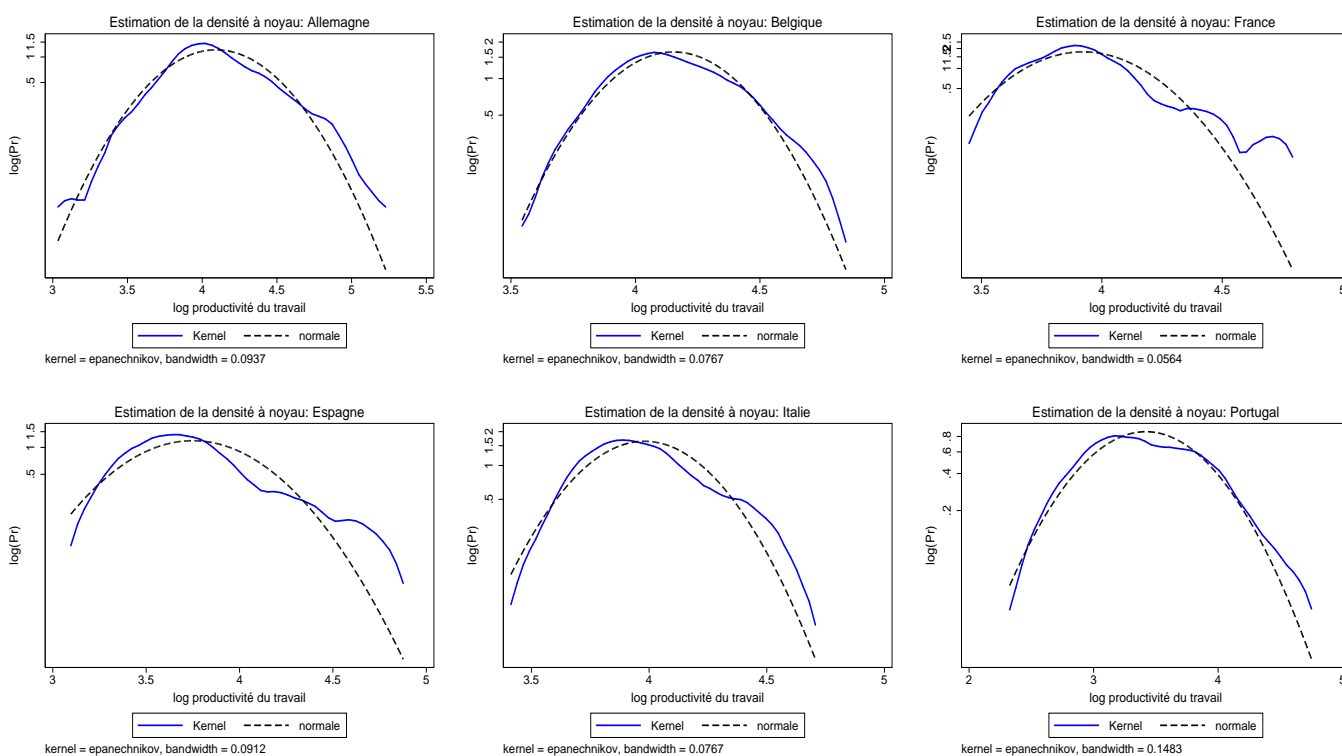 Estimation de la densité à noyau: Allemagne
1.5
1
.5
log(Pr)
3 3.5 4 4.5 5 5.5
log productivité du travail
Kernel normale
kernel = epanechnikov, bandwidth = 0.0937
Estimation de la densité à noyau: Belgique
1.5 2
1
.5
log(Pr)
3.5 4 4.5 5
log productivité du travail
Kernel normale
kernel = epanechnikov, bandwidth = 0.0767
Estimation de la densité à noyau: France
.5
log(Pr)
3.5 4 4.5
log productivité du travail
Kernel normale
kernel = epanechnikov, bandwidth = 0.0564
Estimation de la densité à noyau: Espagne
1.5
1
.5
log(Pr)
3 3.5 4 4.5 5
log productivité du travail
Kernel normale
kernel = epanechnikov, bandwidth = 0.0912
Estimation de la densité à noyau: Italie
1.5 2
1
.5
log(Pr)
3.5 4 4.5 5
log productivité du travail
Kernel normale
kernel = epanechnikov, bandwidth = 0.0767
Estimation de la densité à noyau: Portugal
.8
.6
.4
.2
log(Pr)
2 3 4
log productivité du travail
Kernel normale
kernel = epanechnikov, bandwidth = 0.1483